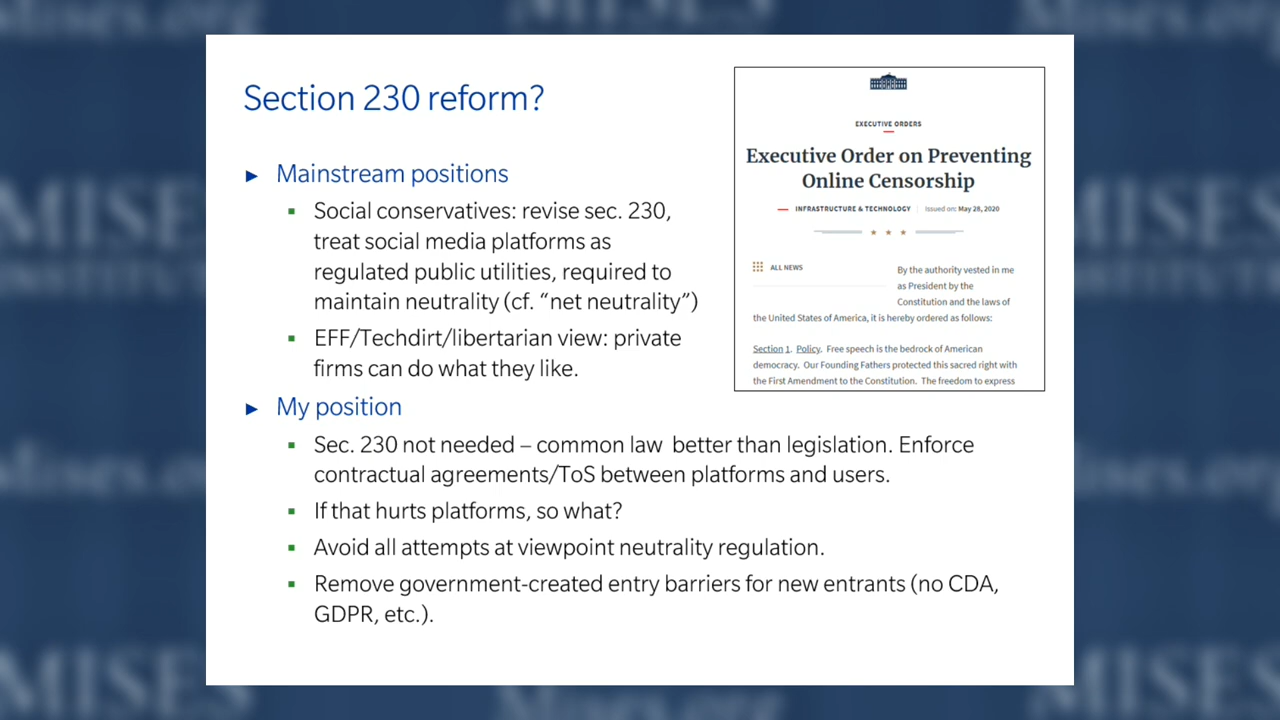 Section 230 reform?
► Mainstream positions
▪ Social conservatives: revise sec. 230,
treat social media platforms as
regulated public utilities, required to
maintain neutrality (cf. “net neutrality”)
▪ EFF/Techdirt/libertarian view: private
firms can do what they like.
► My position
▪ Sec. 230 not needed – common law better than legislation. Enforce
contractual agreements/ToS between platforms and users.
▪ If that hurts platforms, so what?
▪ Avoid all attempts at viewpoint neutrality regulation.
▪ Remove government-created entry barriers for new entrants (no CDA,
GDPR, etc.).
EXECUTIVE ORDERS
Executive Order on Preventing
Online Censorship
INFRASTRUCTURE & TECHNOLOGY | Issued on: May 28, 2020
ALL NEWS
By the authority vested in me
as President by the
Constitution and the laws of
the United States of America, it is hereby ordered as follows:
Section 1. Policy. Free speech is the bedrock of American
democracy. Our Founding Fathers protected this sacred right with
the First Amendment to the Constitution. The freedom to express
Mises.org
MISES